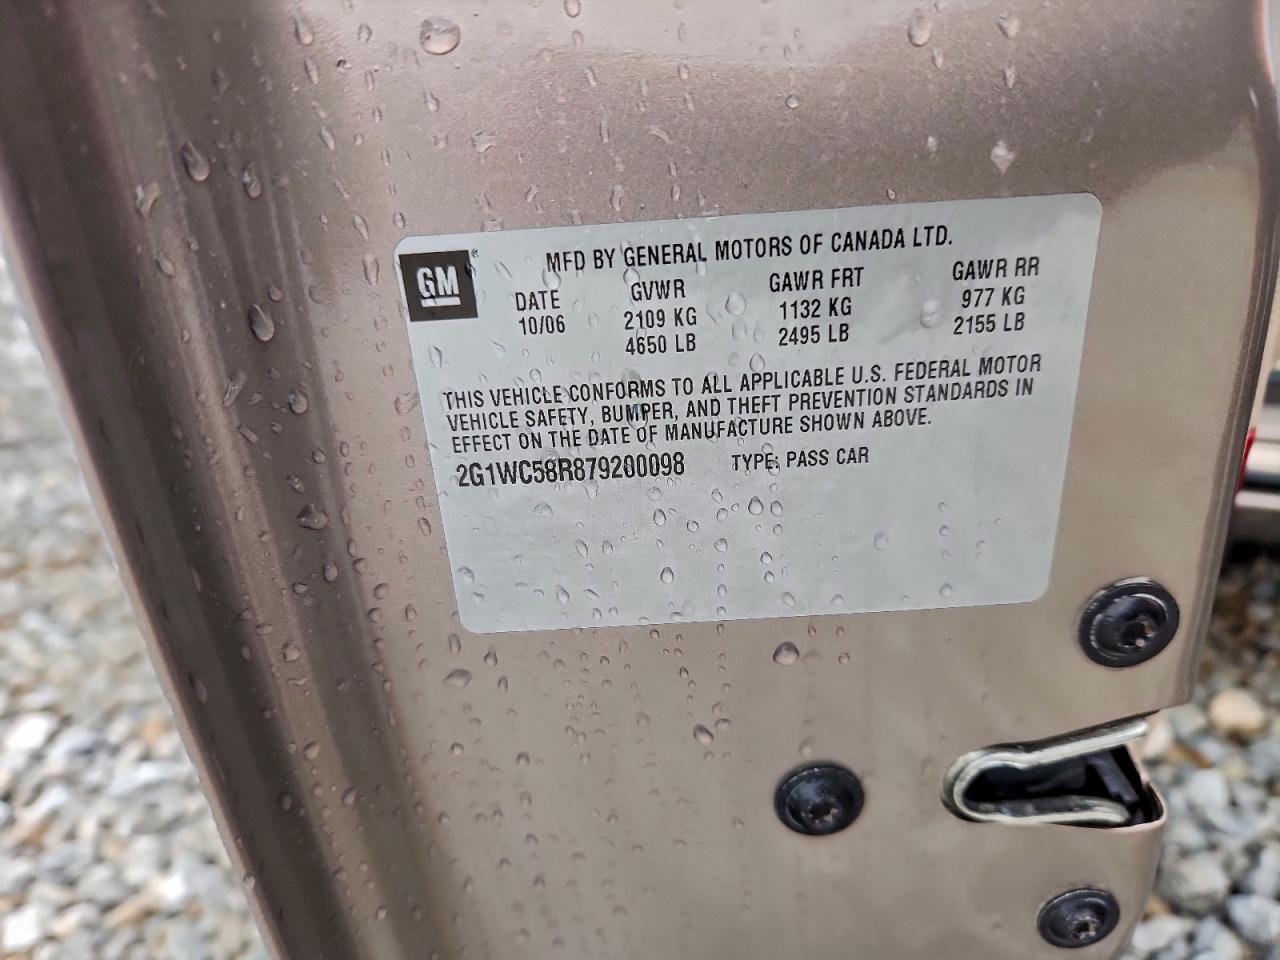 GM ®
MFD BY GENERAL MOTORS OF CANADA LTD.
DATE GVWR GAWR FRT GAWR RR
10/06 2109 KG 1132 KG 977 KG
4650 LB 2495 LB 2155 LB
THIS VEHICLE CONFORMS TO ALL APPLICABLE U.S. FEDERAL MOTOR
VEHICLE SAFETY, BUMPER, AND THEFT PREVENTION STANDARDS IN
EFFECT ON THE DATE OF MANUFACTURE SHOWN ABOVE.
2G1WC58R879200098 TYPE: PASS CAR